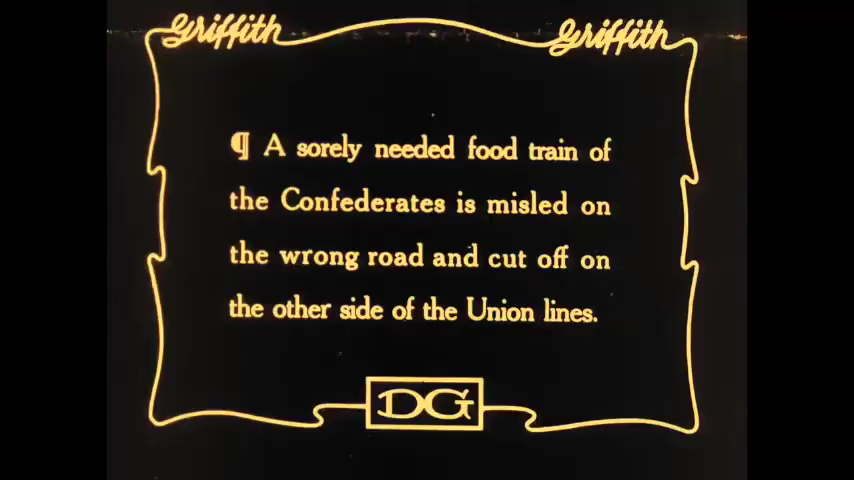 Griffith Griffith
¶ A sorely needed food train of
the Confederates is misled on
the wrong road and cut off on
the other side of the Union lines.
DG